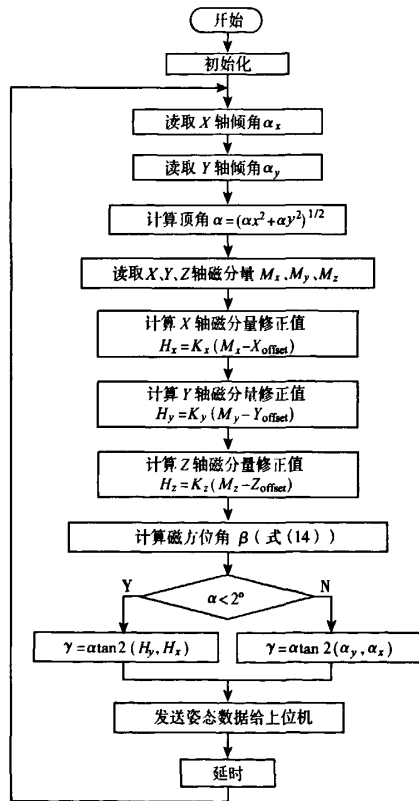 开始
初始化
读取 X 轴倾角 αx
读取 Y 轴倾角 αy
计算顶角 α=(αx²+αy²)1/2
读取 X、Y、Z 轴磁分量 Mx、My、Mz
计算 X 轴磁分量修正值
Hx=Kx(Mx-Xoffset)
计算 Y 轴磁分量修正值
Hy=Ky(My-Yoffset)
计算 Z 轴磁分量修正值
Hz=Kz(Mz-Zoffset)
计算磁方位角 β(式(14))
Y
α<2°
N
γ=αtan2(Hy,Hx)
γ=αtan2(αy,αx)
发送姿态数据给上位机
延时